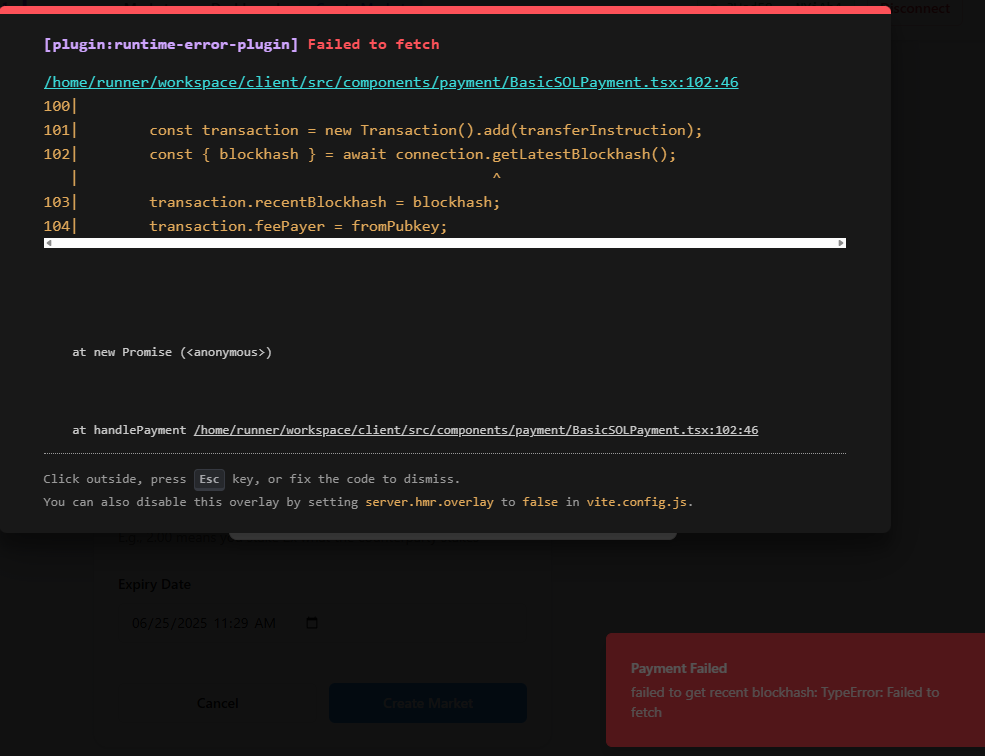 Disconnect
[plugin:runtime-error-plugin] Failed to fetch
/home/runner/workspace/client/src/components/payment/BasicSOLPayment.tsx:102:46
100|
101|        const transaction = new Transaction().add(transferInstruction);
102|        const { blockhash } = await connection.getLatestBlockhash();
   |                                               ^
103|        transaction.recentBlockhash = blockhash;
104|        transaction.feePayer = fromPubkey;
at new Promise (<anonymous>)
at handlePayment /home/runner/workspace/client/src/components/payment/BasicSOLPayment.tsx:102:46
Click outside, press Esc key, or fix the code to dismiss.
You can also disable this overlay by setting server.hmr.overlay to false in vite.config.js.
Expiry Date
06/25/2025 11:29 AM
Cancel
Create Market
Payment Failed
failed to get recent blockhash: TypeError: Failed to
fetch